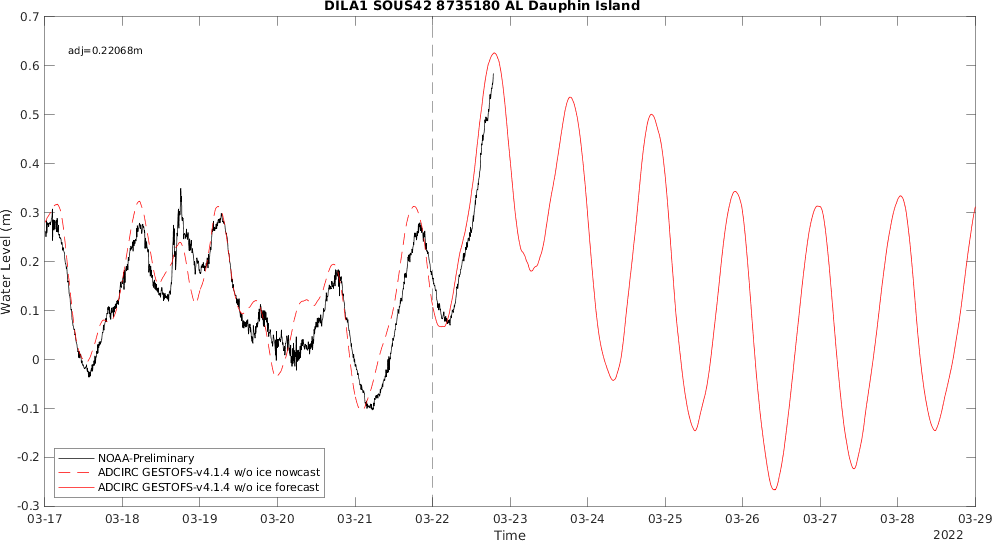 DILA1 SOUS42 8735180 AL Dauphin Island
adj=0.22068m
Water Level (m)
0.7
0.6
0.5
0.4
0.3
0.2
0.1
0
-0.1
-0.2
-0.3
NOAA-Preliminary
ADCIRC GESTOFS-v4.1.4 w/o ice nowcast
ADCIRC GESTOFS-v4.1.4 w/o ice forecast
03-17 03-18 03-19 03-20 03-21 03-22 03-23 03-24 03-25 03-26 03-27 03-28 03-29
Time
2022